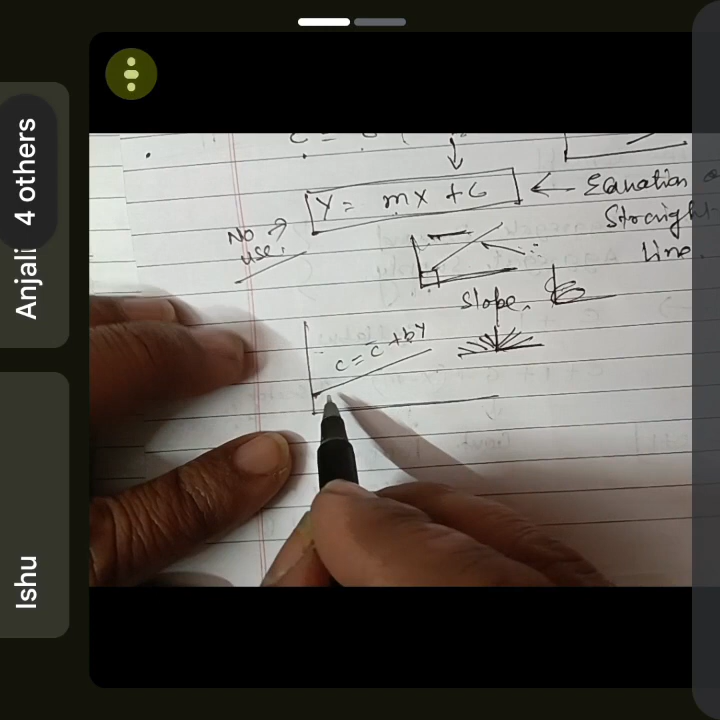 Y = mx + c ← Equation
Straight
Line.
No
use.
Slope.
c = c̄ + by
Anjali 4 others
Ishu